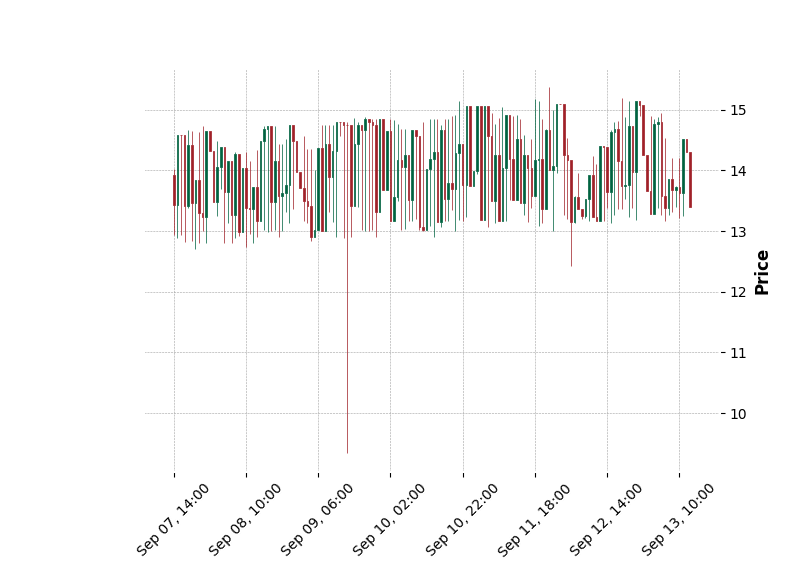 15
14
13
12
11
10
Price
Sep 07, 14:00
Sep 08, 10:00
Sep 09, 06:00
Sep 10, 02:00
Sep 10, 22:00
Sep 11, 18:00
Sep 12, 14:00
Sep 13, 10:00